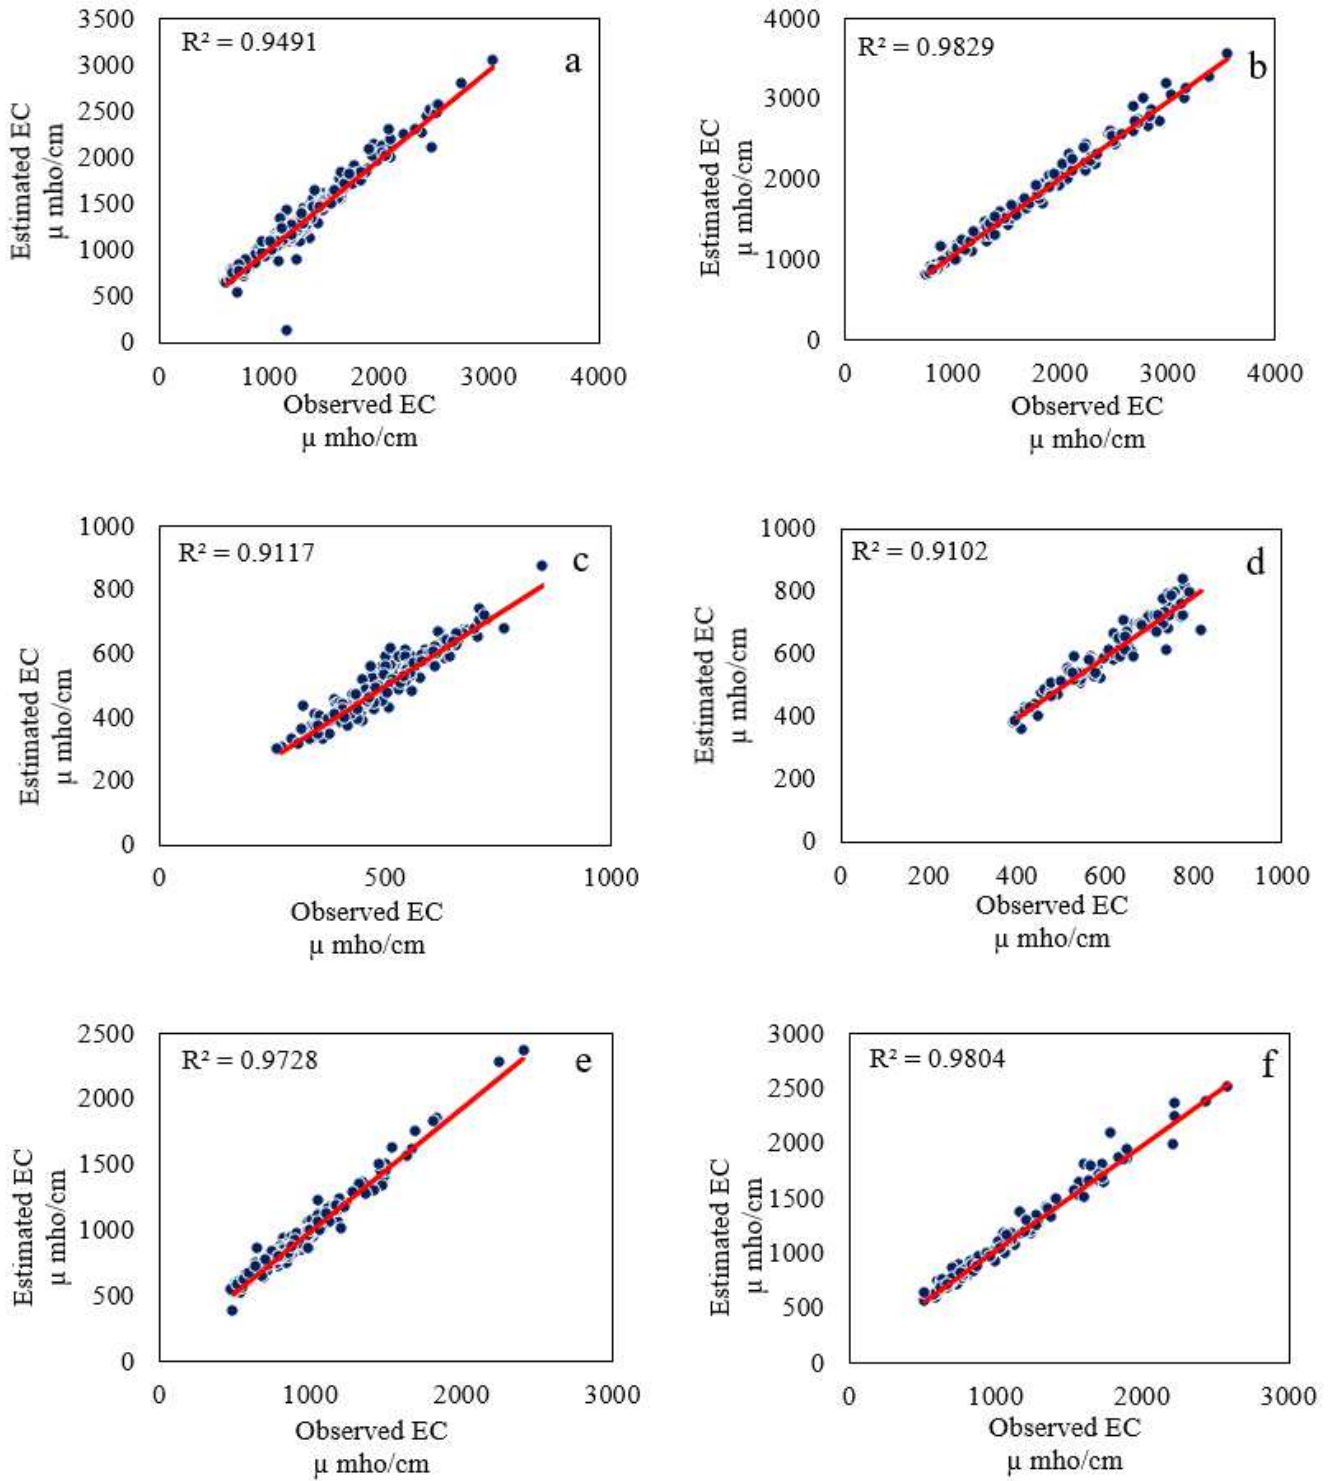 R² = 0.9491
a
3500
3000
2500
2000
1500
1000
500
0
Estimated EC
µ mho/cm
0 1000 2000 3000 4000
Observed EC
µ mho/cm
R² = 0.9829
b
4000
3000
2000
1000
0
Estimated EC
µ mho/cm
0 1000 2000 3000 4000
Observed EC
µ mho/cm
R² = 0.9117
c
1000
800
600
400
200
0
Estimated EC
µ mho/cm
0 500 1000
Observed EC
µ mho/cm
R² = 0.9102
d
1000
800
600
400
200
0
Estimated EC
µ mho/cm
0 200 400 600 800 1000
Observed EC
µ mho/cm
R² = 0.9728
e
2500
2000
1500
1000
500
0
Estimated EC
µ mho/cm
0 1000 2000 3000
Observed EC
µ mho/cm
R² = 0.9804
f
3000
2500
2000
1500
1000
500
0
Estimated EC
µ mho/cm
0 1000 2000 3000
Observed EC
µ mho/cm